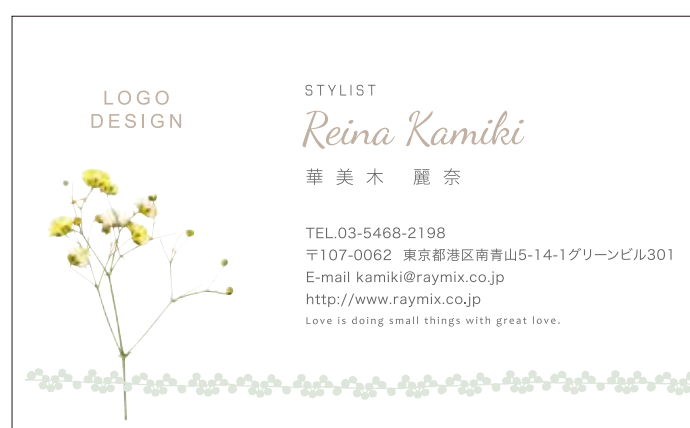 LOGO
DESIGN
STYLIST
Reina Kamiki
華美木 麗奈
TEL.03-5468-2198
〒107-0062 東京都港区南青山5-14-1グリーンビル301
E-mail kamiki@raymix.co.jp
http://www.raymix.co.jp
Love is doing small things with great love.